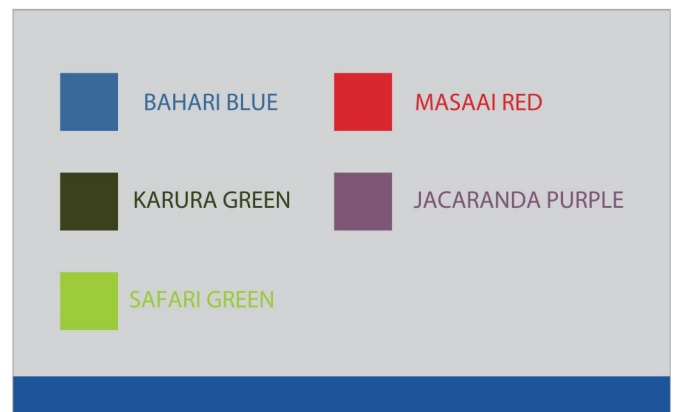 BAHARI BLUE
MASAAI RED
KARURA GREEN
JACARANDA PURPLE
SAFARI GREEN